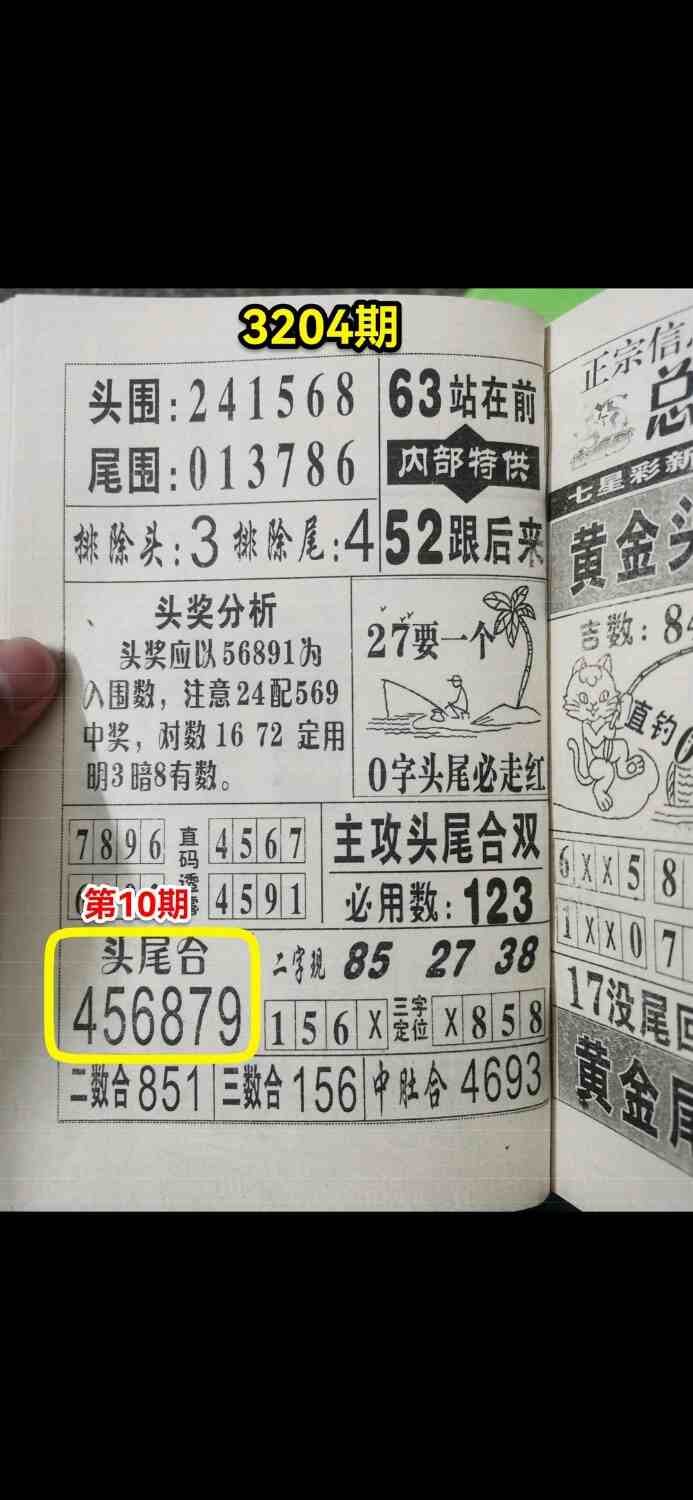 3204期
头围:241568
尾围:013786
排除头:3 排除尾:4
63站在前
内部特供
52跟后来
头奖分析
头奖应以56891为
入围数，注意24配569
中奖，对数16 72 定用
明3暗8有数。
27要一个
0字头尾必走红
7896
直码透
4567
4591
第10期
主攻头尾合双
必用数:123
头尾合
456879
二字现 85 27 38
156X 三字定位 X858
二数合851 三数合156 中肚合4693
正宗信
总
七星彩新
黄金头
吉数:84
直钓
6XX5 8
1XX0 7
17没尾回
黄金尾